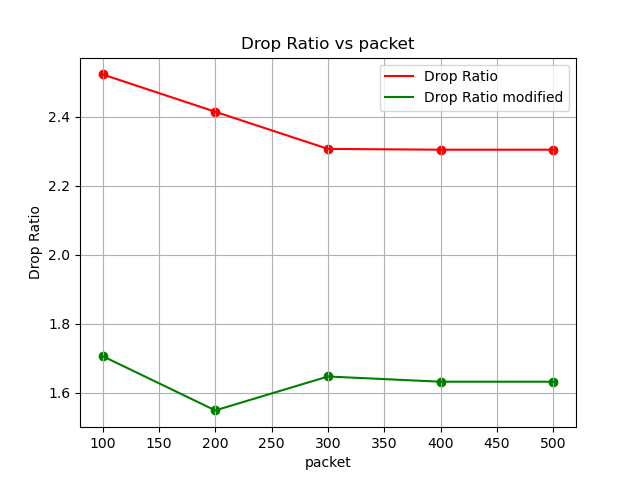 Drop Ratio vs packet
Drop Ratio
Drop Ratio modified
2.4
2.2
2.0
1.8
1.6
Drop Ratio
100 150 200 250 300 350 400 450 500
packet